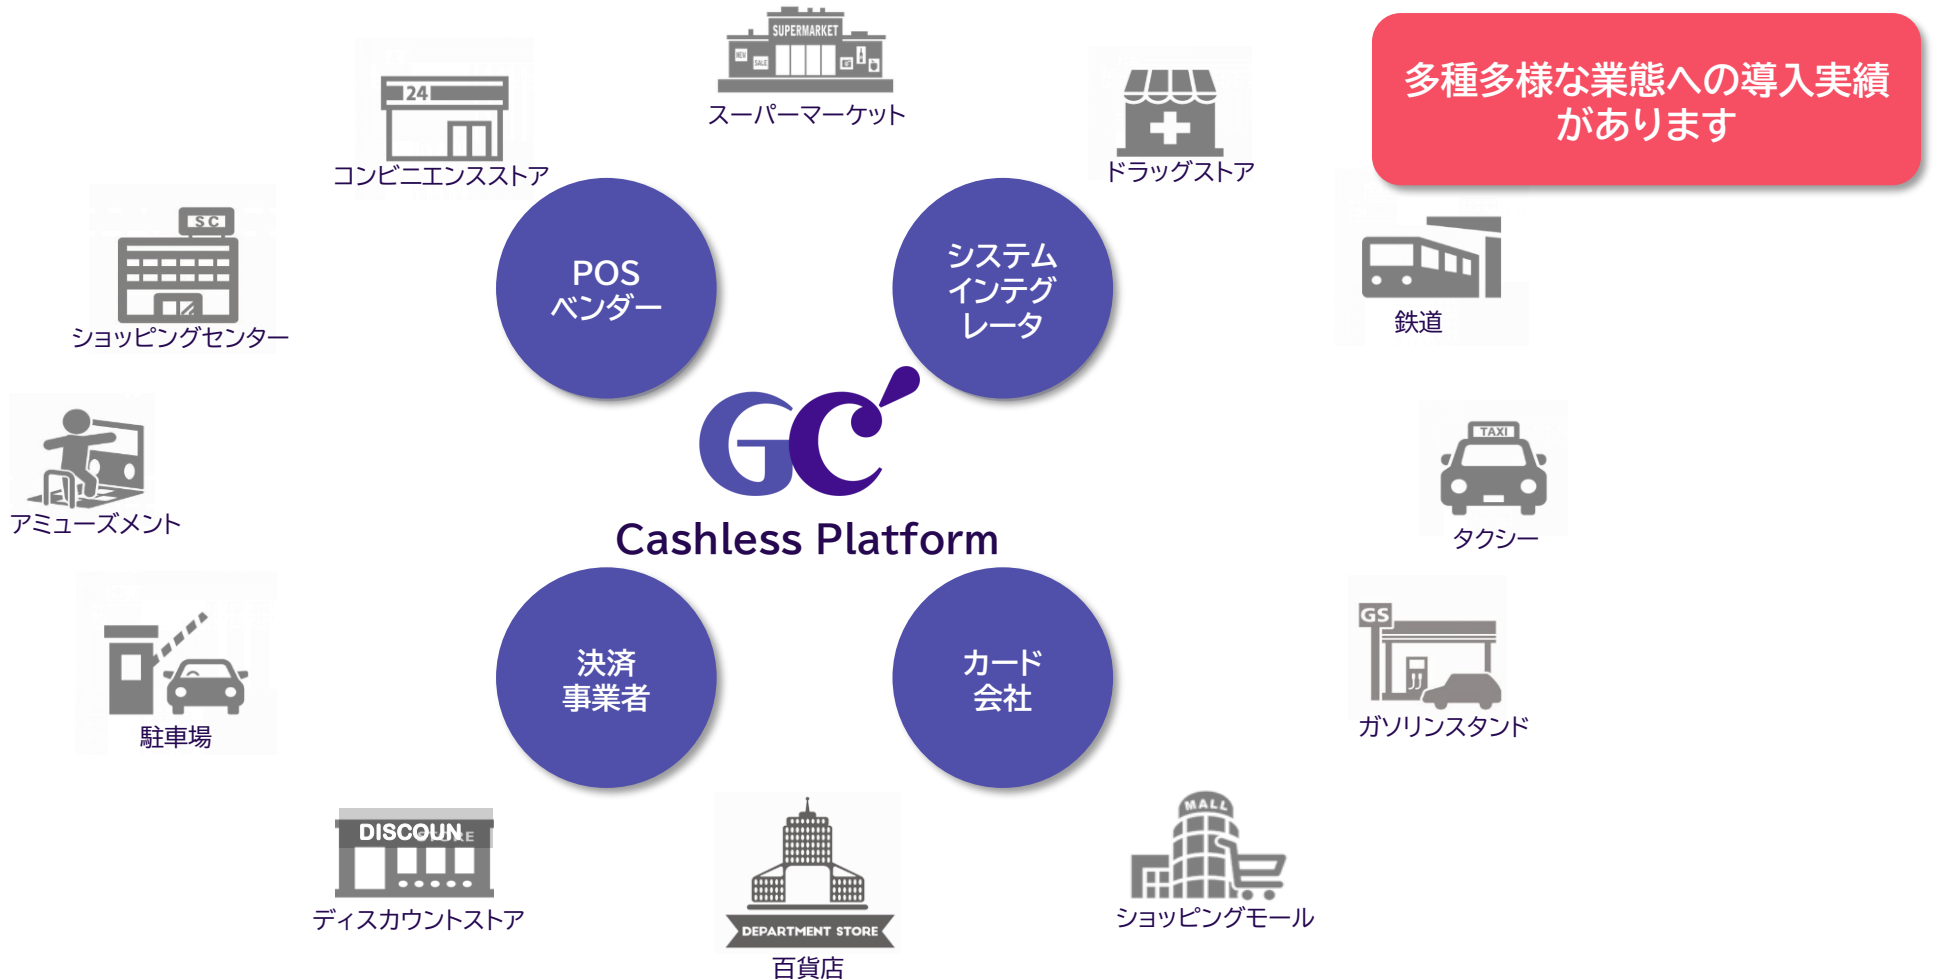 SUPERMARKET
NEW
SALE
スーパーマーケット
24
コンビニエンスストア
ドラッグストア
多種多様な業態への導入実績
があります
SC
ショッピングセンター
POS
ベンダー
システム
インテグ
レータ
鉄道
GC
Cashless Platform
アミューズメント
TAXI
タクシー
駐車場
決済
事業者
カード
会社
GS
ガソリンスタンド
DISCOUN
STORE
ディスカウントストア
DEPARTMENT STORE
百貨店
MALL
ショッピングモール